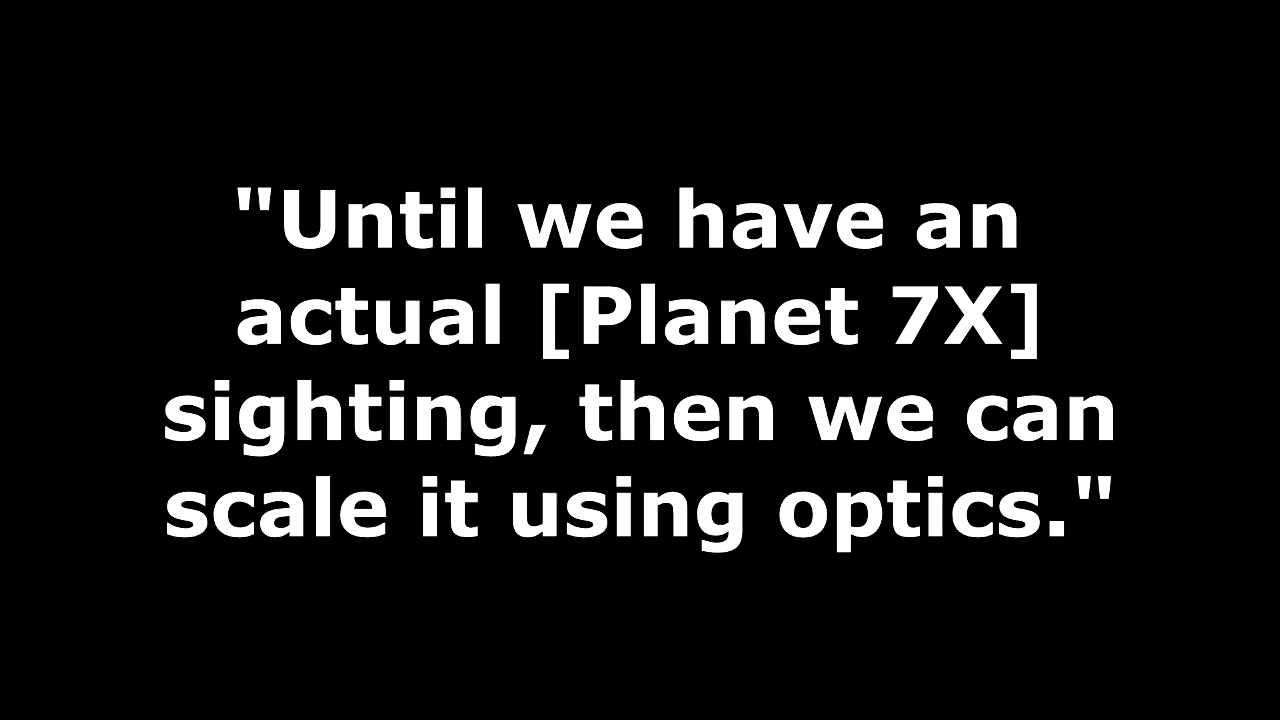 "Until we have an
actual [Planet 7X]
sighting, then we can
scale it using optics."